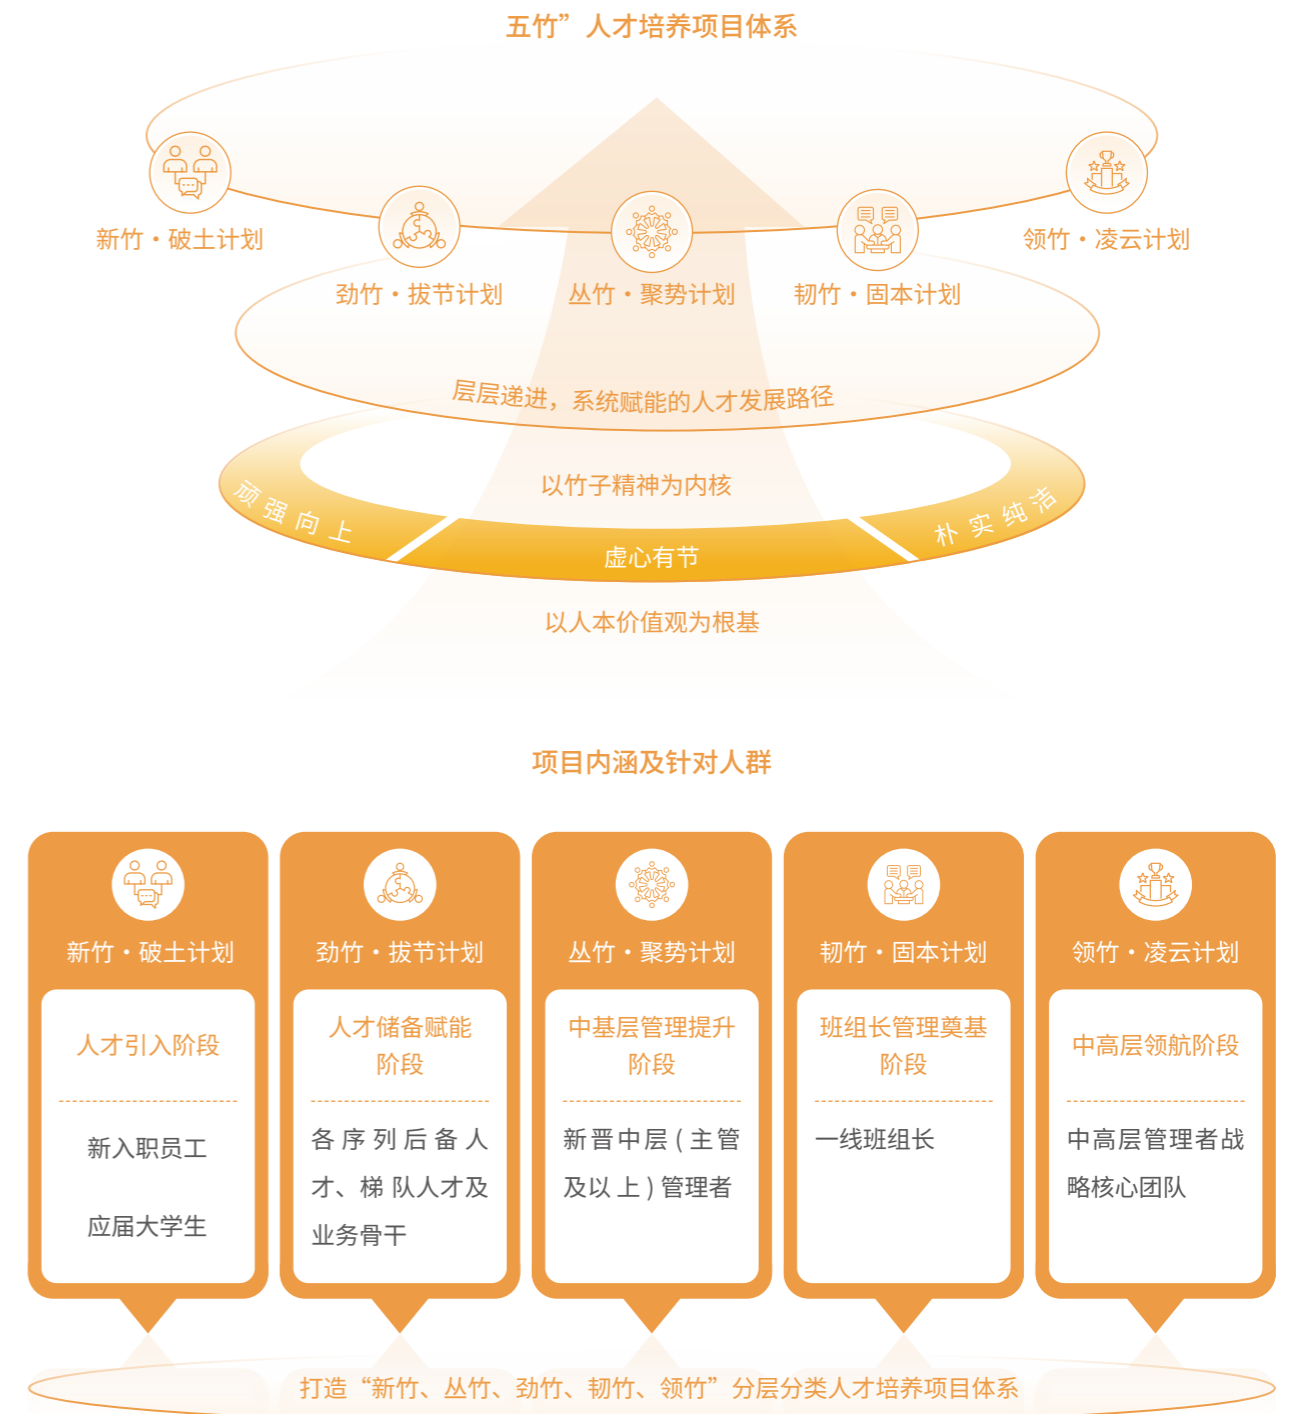 五竹”人才培养项目体系
新竹·破土计划
劲竹·拔节计划
丛竹·聚势计划
韧竹·固本计划
领竹·凌云计划
层层递进，系统赋能的人才发展路径
以竹子精神为内核
顽强向上
虚心有节
朴实纯洁
以人本价值观为根基
项目内涵及针对人群
新竹·破土计划
人才引入阶段
新入职员工
应届大学生
劲竹·拔节计划
人才储备赋能
阶段
各序列后备人
才、梯 队人才及
业务骨干
丛竹·聚势计划
中基层管理提升
阶段
新晋中层(主管
及以 上)管理者
韧竹·固本计划
班组长管理奠基
阶段
一线班组长
领竹·凌云计划
中高层领航阶段
中高层管理者战
略核心团队
打造“新竹、丛竹、劲竹、韧竹、领竹”分层分类人才培养项目体系